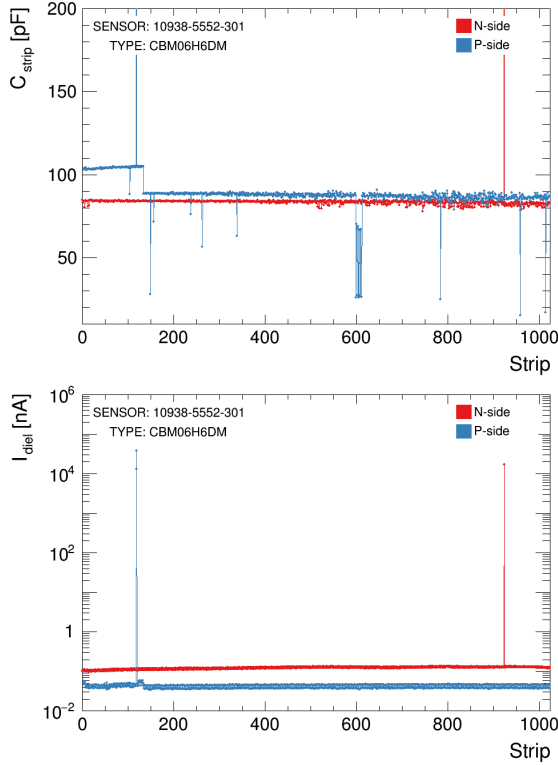 C strip [pF]
200
150
100
50
SENSOR: 10938-5552-301
TYPE: CBM06H6DM
N-side
P-side
0 200 400 600 800 1000
Strip
I diel [nA]
10^6
10^4
10^2
1
10^-2
SENSOR: 10938-5552-301
TYPE: CBM06H6DM
N-side
P-side
0 200 400 600 800 1000
Strip